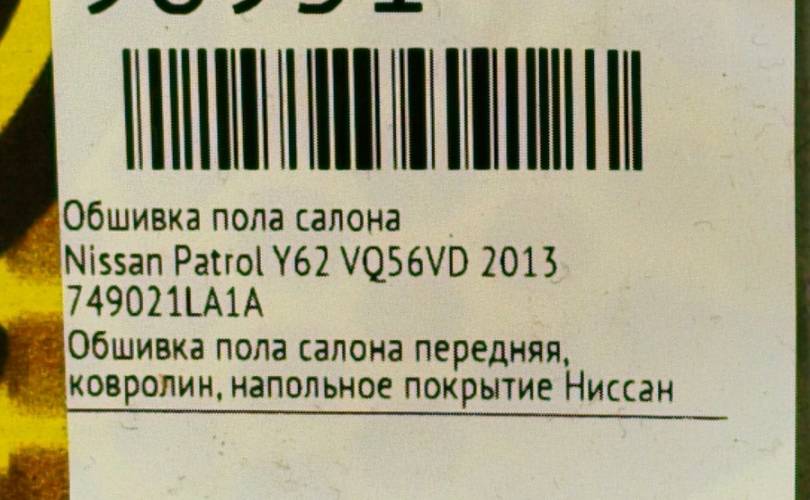 Обшивка пола салона
Nissan Patrol Y62 VQ56VD 2013
749021LA1A
Обшивка пола салона передняя,
ковролин, напольное покрытие Ниссан